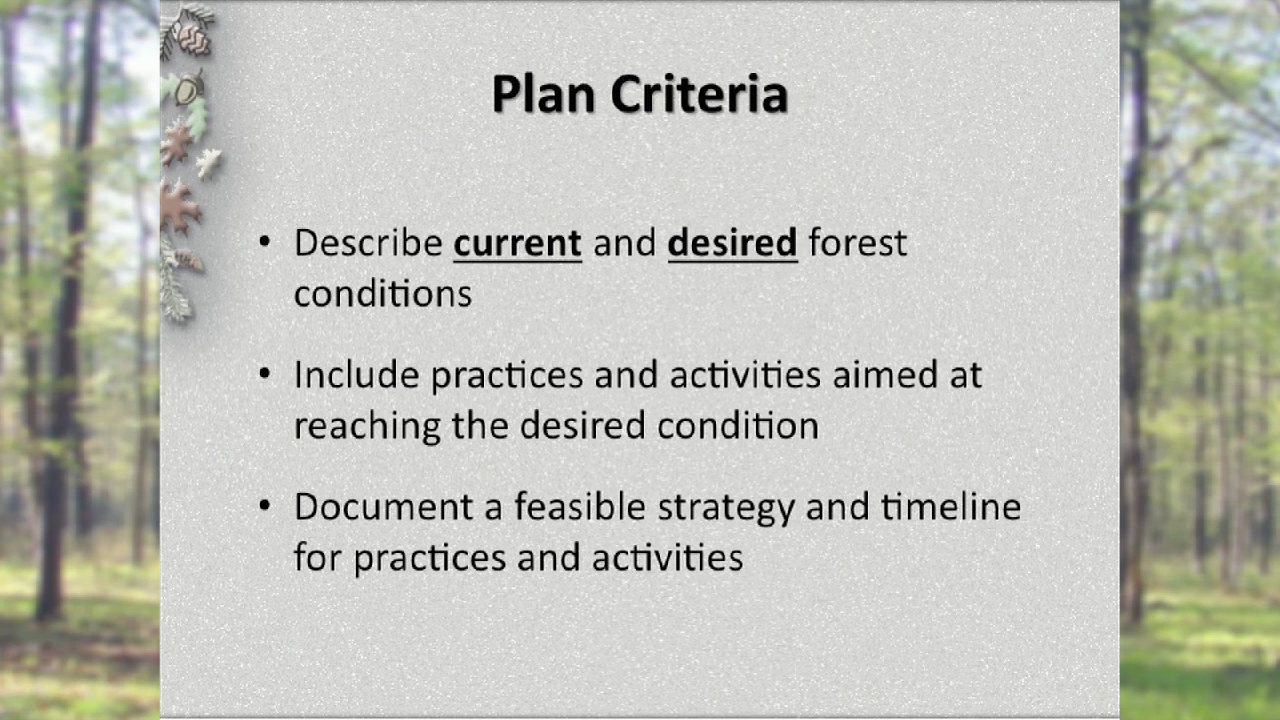 Plan Criteria
• Describe current and desired forest
conditions
• Include practices and activities aimed at
reaching the desired condition
• Document a feasible strategy and timeline
for practices and activities